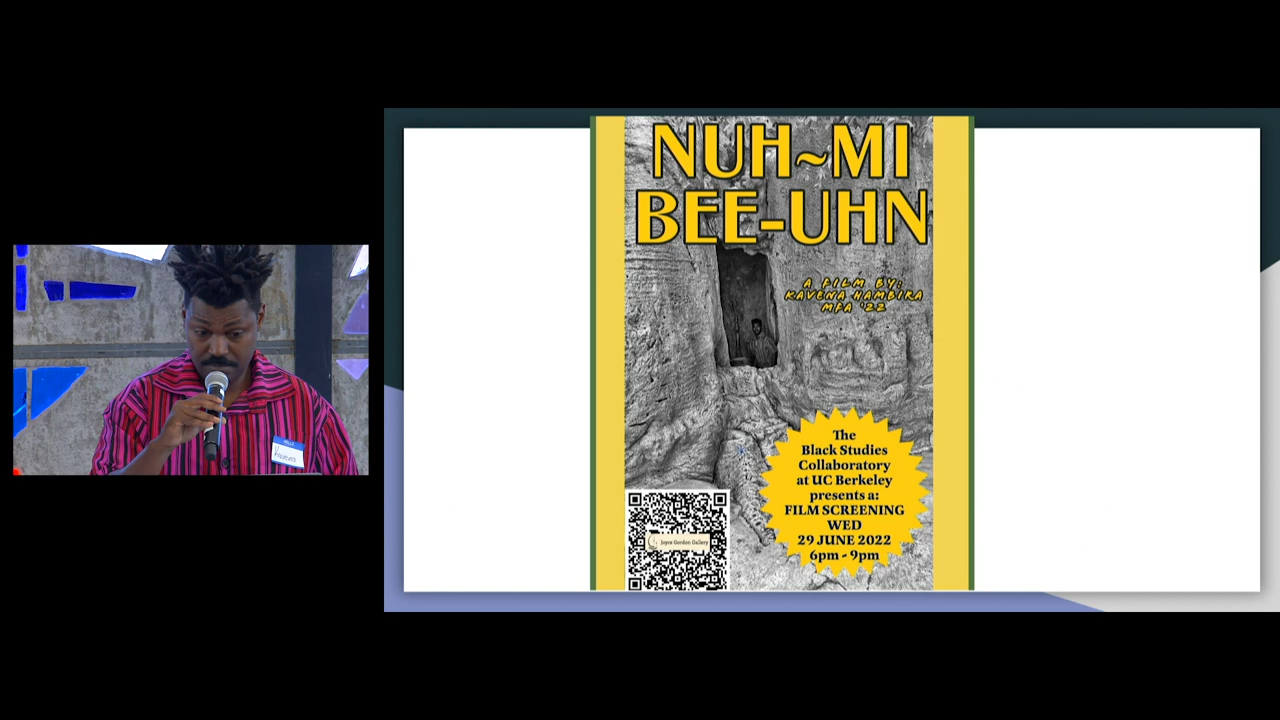 NUH~MI
BEE-UHN
A FILM BY:
KAVENA HAMBIRA
MFA '22
The
Black Studies
Collaboratory
at UC Berkeley
presents a:
FILM SCREENING
WED
29 JUNE 2022
6pm - 9pm
Joyce Gordon Gallery
Kavena